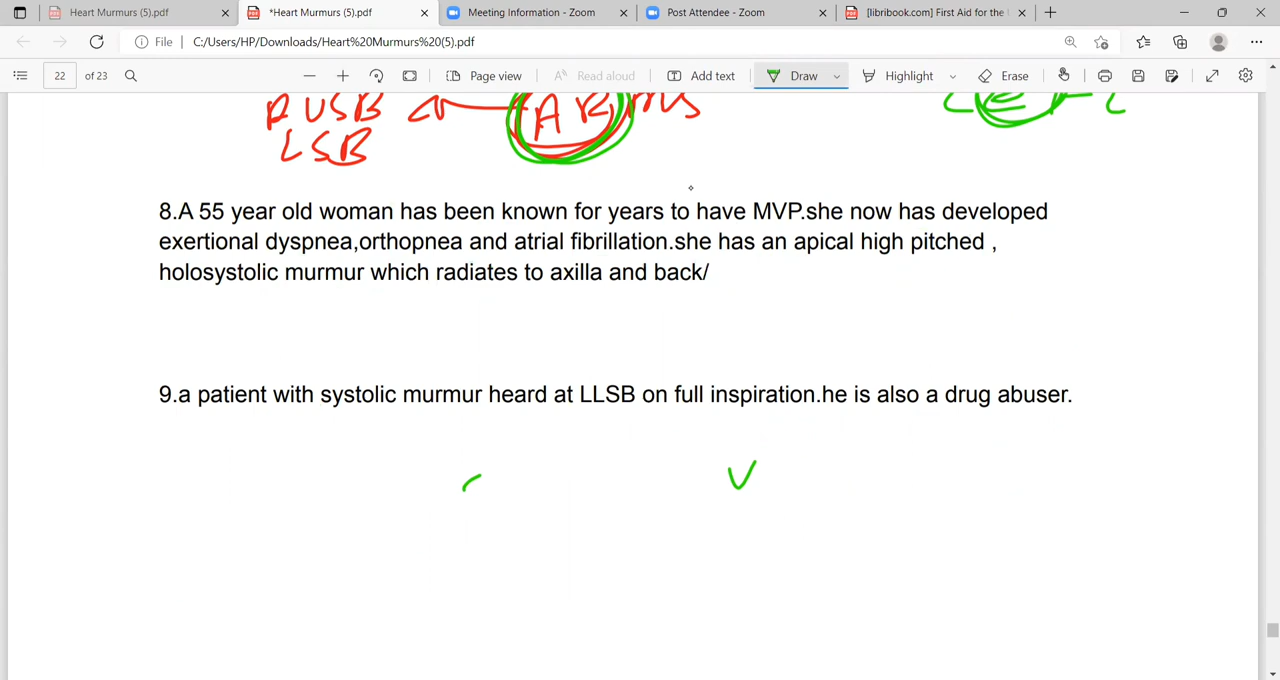 Heart Murmurs (5).pdf
*Heart Murmurs (5).pdf
Meeting Information - Zoom
Post Attendee - Zoom
[libribook.com] First Aid for the
File
C:/Users/HP/Downloads/Heart%20Murmurs%20(5).pdf
22 of 23
Page view
Read aloud
Add text
Draw
Highlight
Erase
RUSB
LSB
8.A 55 year old woman has been known for years to have MVP.she now has developed
exertional dyspnea,orthopnea and atrial fibrillation.she has an apical high pitched ,
holosystolic murmur which radiates to axilla and back/
9.a patient with systolic murmur heard at LLSB on full inspiration.he is also a drug abuser.